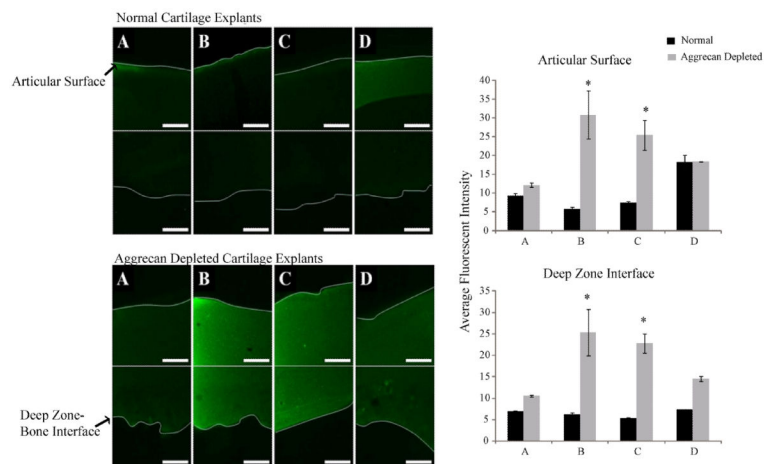 Normal Cartilage Explants
A B C D
Articular Surface
Aggrecan Depleted Cartilage Explants
A B C D
Deep Zone-
Bone Interface
Normal
Aggrecan Depleted
Articular Surface
40
35
30
25
20
15
10
5
0
* *
A B C D
Average Fluorescent Intensity
Deep Zone Interface
35
30
25
20
15
10
5
0
* *
A B C D